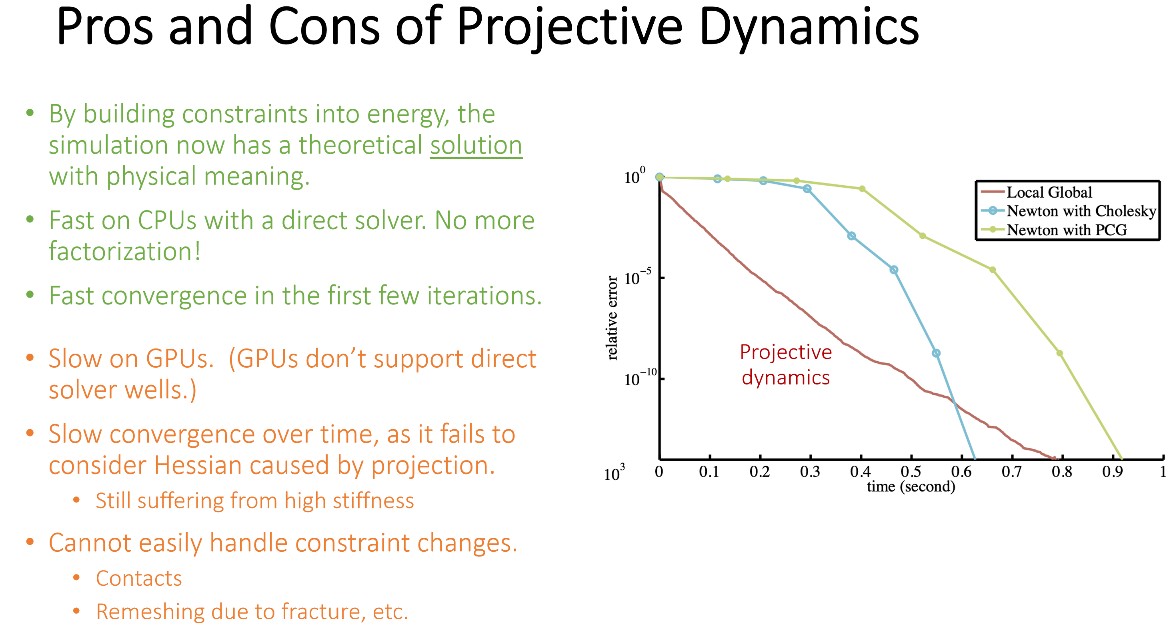 Pros and Cons of Projective Dynamics
• By building constraints into energy, the
simulation now has a theoretical solution
with physical meaning.
• Fast on CPUs with a direct solver. No more
factorization!
• Fast convergence in the first few iterations.
• Slow on GPUs.  (GPUs don’t support direct
solver wells.)
• Slow convergence over time, as it fails to
consider Hessian caused by projection.
• Still suffering from high stiffness
• Cannot easily handle constraint changes.
• Contacts
• Remeshing due to fracture, etc.
10⁰
10⁻⁵
10⁻¹⁰
10³
relative error
Local Global
Newton with Cholesky
Newton with PCG
Projective
dynamics
0 0.1 0.2 0.3 0.4 0.5 0.6 0.7 0.8 0.9 1
time (second)